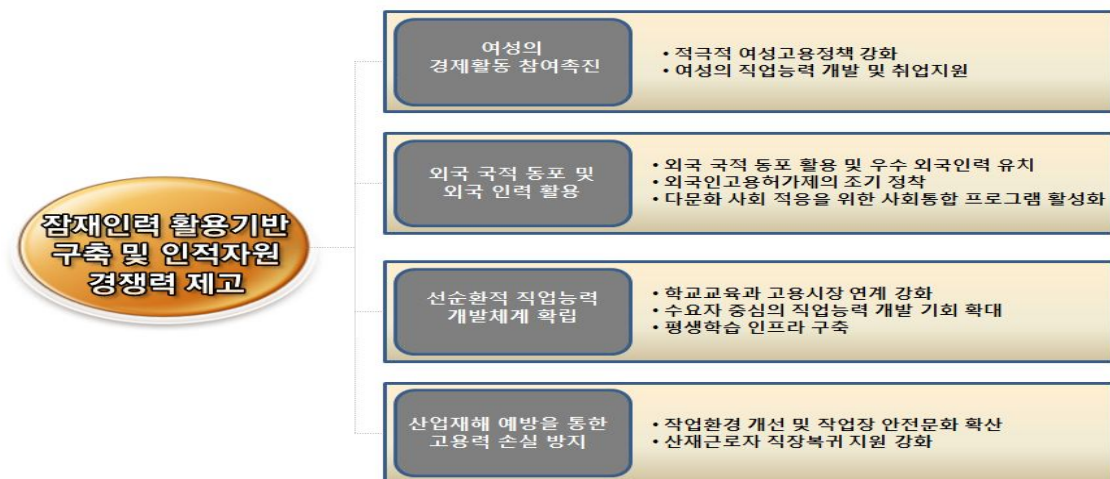 잠재인력 활용기반
구축 및 인적자원
경쟁력 제고
여성의
경제활동 참여촉진
• 적극적 여성고용정책 강화
• 여성의 직업능력 개발 및 취업지원
외국 국적 동포 및
외국 인력 활용
• 외국 국적 동포 활용 및 우수 외국인력 유치
• 외국인고용허가제의 조기 정착
• 다문화 사회 적응을 위한 사회통합 프로그램 활성화
선순환적 직업능력
개발체계 확립
• 학교교육과 고용시장 연계 강화
• 수요자 중심의 직업능력 개발 기회 확대
• 평생학습 인프라 구축
산업재해 예방을 통한
고용력 손실 방지
• 작업환경 개선 및 작업장 안전문화 확산
• 산재근로자 직장복귀 지원 강화